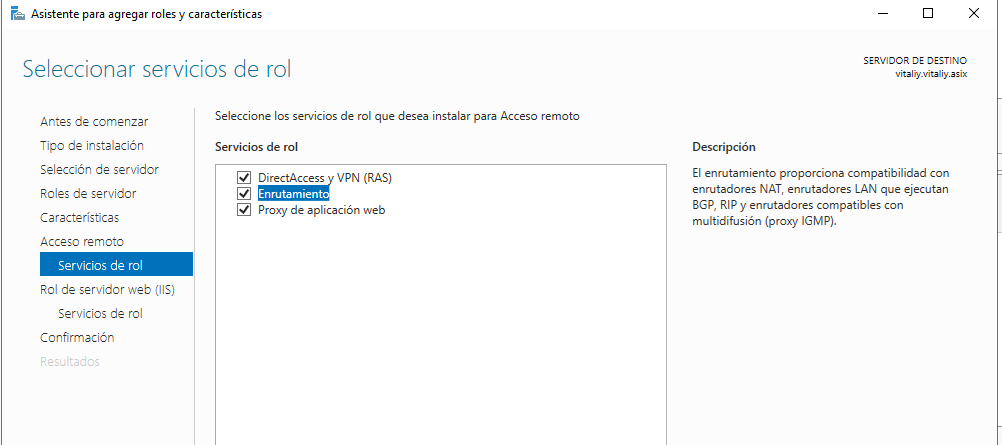 Asistente para agregar roles y características
Seleccionar servicios de rol
SERVIDOR DE DESTINO
vitaliy.vitaliy.asix
Antes de comenzar
Tipo de instalación
Selección de servidor
Roles de servidor
Características
Acceso remoto
Servicios de rol
Rol de servidor web (IIS)
Servicios de rol
Confirmación
Resultados
Seleccione los servicios de rol que desea instalar para Acceso remoto
Servicios de rol
DirectAccess y VPN (RAS)
Enrutamiento
Proxy de aplicación web
Descripción
El enrutamiento proporciona compatibilidad con
enrutadores NAT, enrutadores LAN que ejecutan
BGP, RIP y enrutadores compatibles con
multidifusión (proxy IGMP).